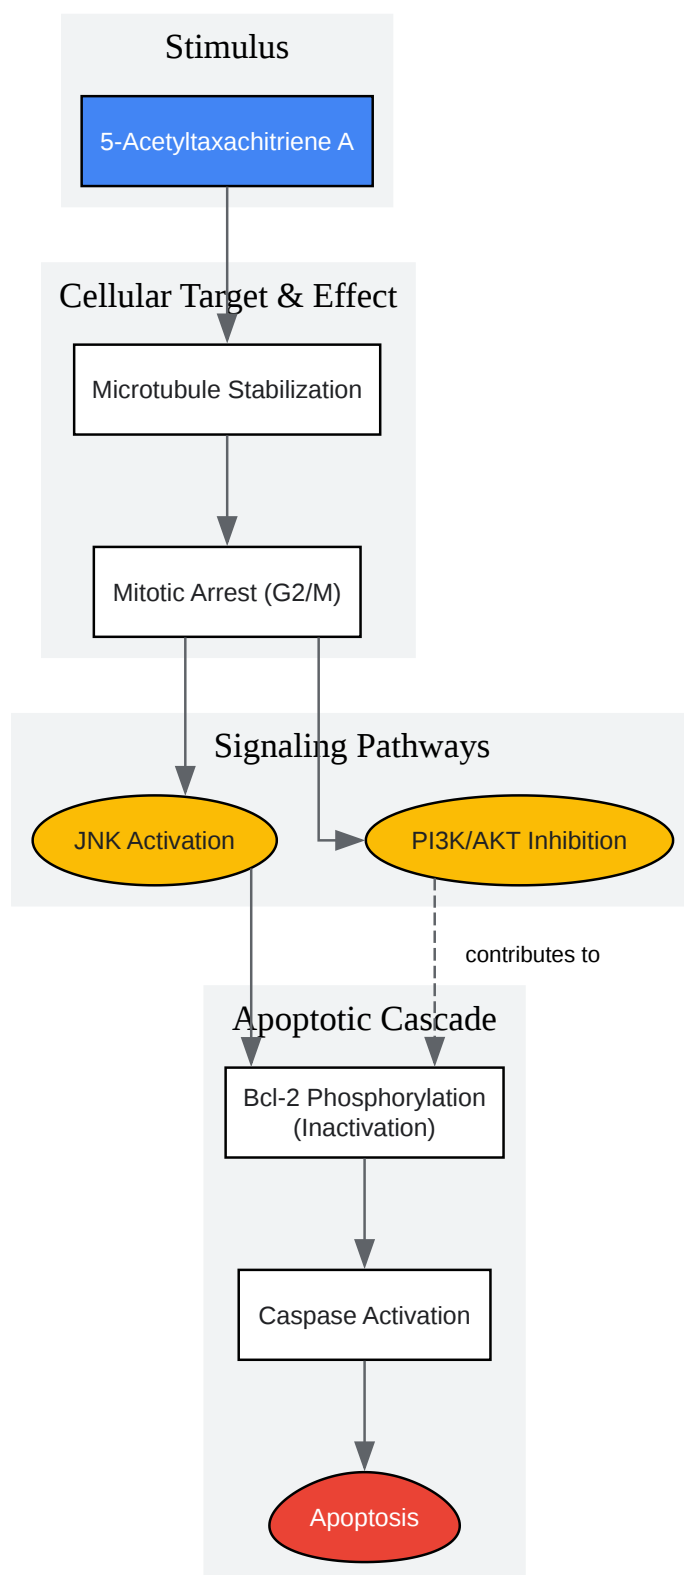 Stimulus
5-Acetyltaxachitriene A
Cellular Target & Effect
Microtubule Stabilization
Mitotic Arrest (G2/M)
Signaling Pathways
JNK Activation
PI3K/AKT Inhibition
contributes to
Apoptotic Cascade
Bcl-2 Phosphorylation
(Inactivation)
Caspase Activation
Apoptosis